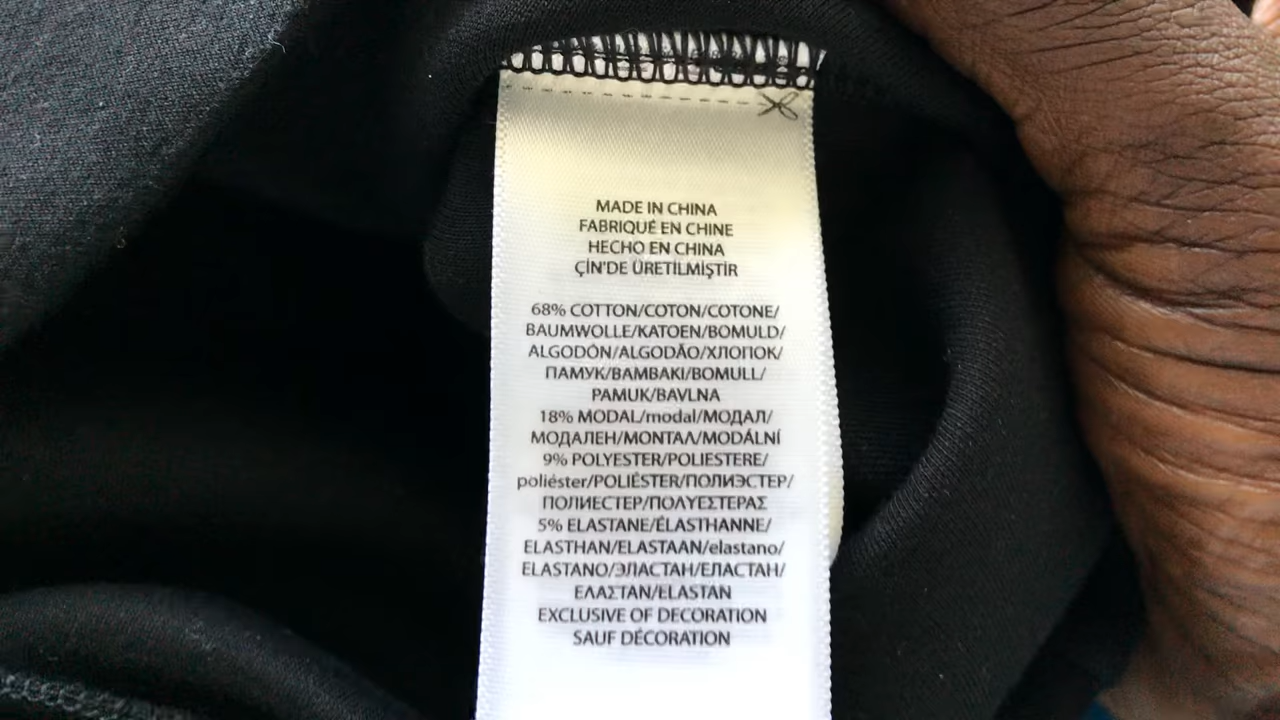 MADE IN CHINA
FABRIQUÉ EN CHINE
HECHO EN CHINA
ÇİN'DE ÜRETİLMİŞTİR
68% COTTON/COTON/COTONE/
BAUMWOLLE/KATOEN/BOMULD/
ALGODÓN/ALGODÃO/ХЛОПОК/
ПАМУК/ΒΑΜΒΑΚΙ/BOMULL/
PAMUK/BAVLNA
18% MODAL/modal/МОДАЛ/
МОДАЛЕН/ΜΟΝΤΑΛ/MODÁLNÍ
9% POLYESTER/POLIESTERE/
poliéster/POLIÉSTER/ПОЛИЭСТЕР/
ПОЛИЕСТЕР/ΠΟΛΥΕΣΤΕΡΑΣ
5% ELASTANE/ÉLASTHANNE/
ELASTHAN/ELASTAAN/elastano/
ELASTANO/ЭЛАСТАН/ЕЛАСТАН/
ΕΛΑΣΤΑΝ/ELASTAN
EXCLUSIVE OF DECORATION
SAUF DÉCORATION